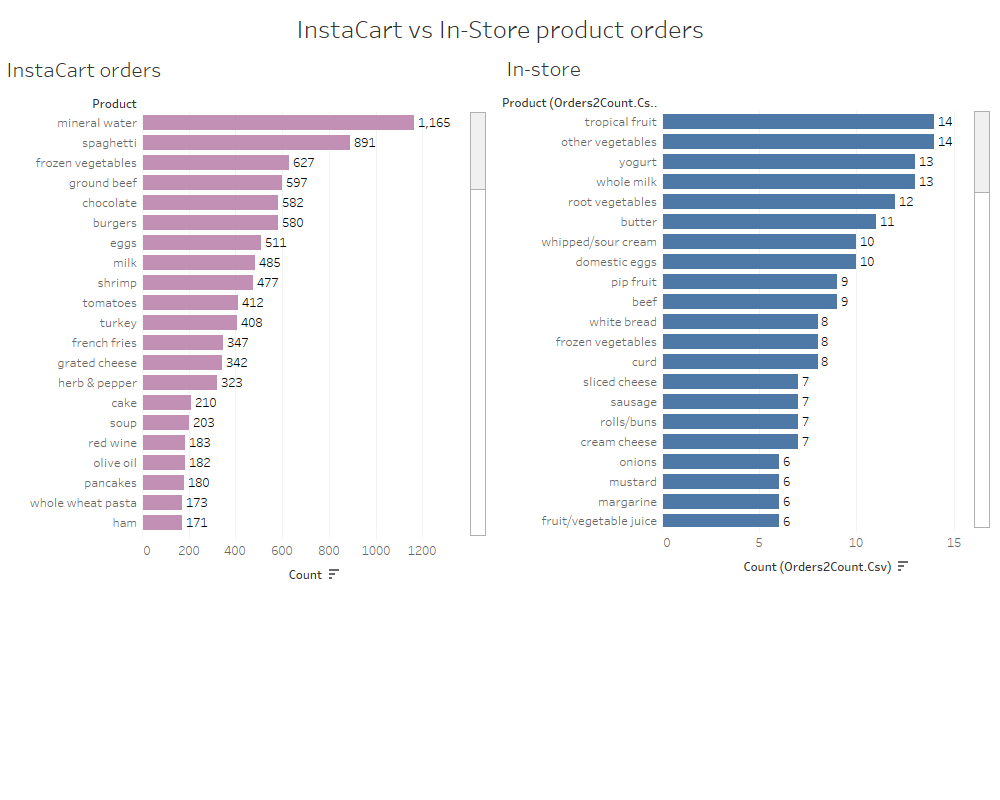 InstaCart vs In-Store product orders
InstaCart orders
Product
mineral water 1,165
spaghetti 891
frozen vegetables 627
ground beef 597
chocolate 582
burgers 580
eggs 511
milk 485
shrimp 477
tomatoes 412
turkey 408
french fries 347
grated cheese 342
herb & pepper 323
cake 210
soup 203
red wine 183
olive oil 182
pancakes 180
whole wheat pasta 173
ham 171
0 200 400 600 800 1000 1200
Count
In-store
Product (Orders2Count.Cs..
tropical fruit 14
other vegetables 14
yogurt 13
whole milk 13
root vegetables 12
butter 11
whipped/sour cream 10
domestic eggs 10
pip fruit 9
beef 9
white bread 8
frozen vegetables 8
curd 8
sliced cheese 7
sausage 7
rolls/buns 7
cream cheese 7
onions 6
mustard 6
margarine 6
fruit/vegetable juice 6
0 5 10 15
Count (Orders2Count.Csv)